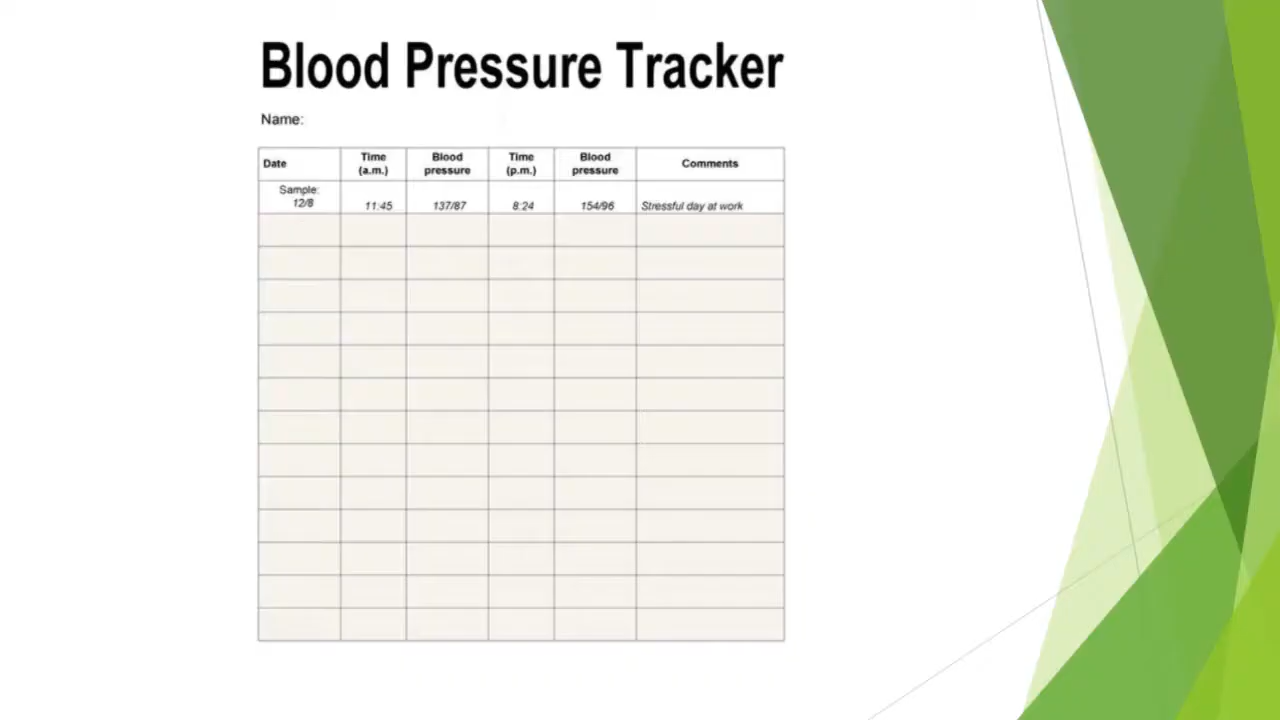 Blood Pressure Tracker
Name:
Date Time (a.m.) Blood pressure Time (p.m.) Blood pressure Comments
Sample: 12/8 11:45 137/87 8:24 154/96 Stressful day at work